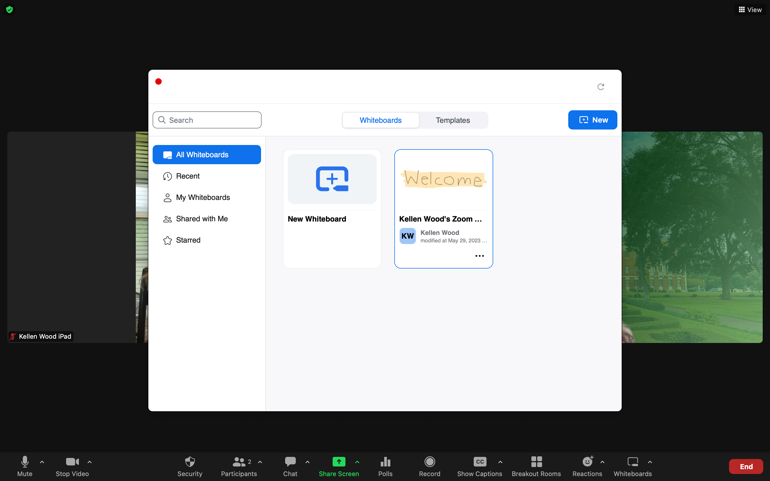 View
Search
Whiteboards
Templates
New
All Whiteboards
Recent
My Whiteboards
Shared with Me
Starred
New Whiteboard
Welcome
Kellen Wood's Zoom ...
KW
Kellen Wood
modified at May 29, 2023 ...
Kellen Wood iPad
Mute
Stop Video
Security
2
Participants
Chat
Share Screen
Polls
Record
CC
Show Captions
Breakout Rooms
Reactions
Whiteboards
End